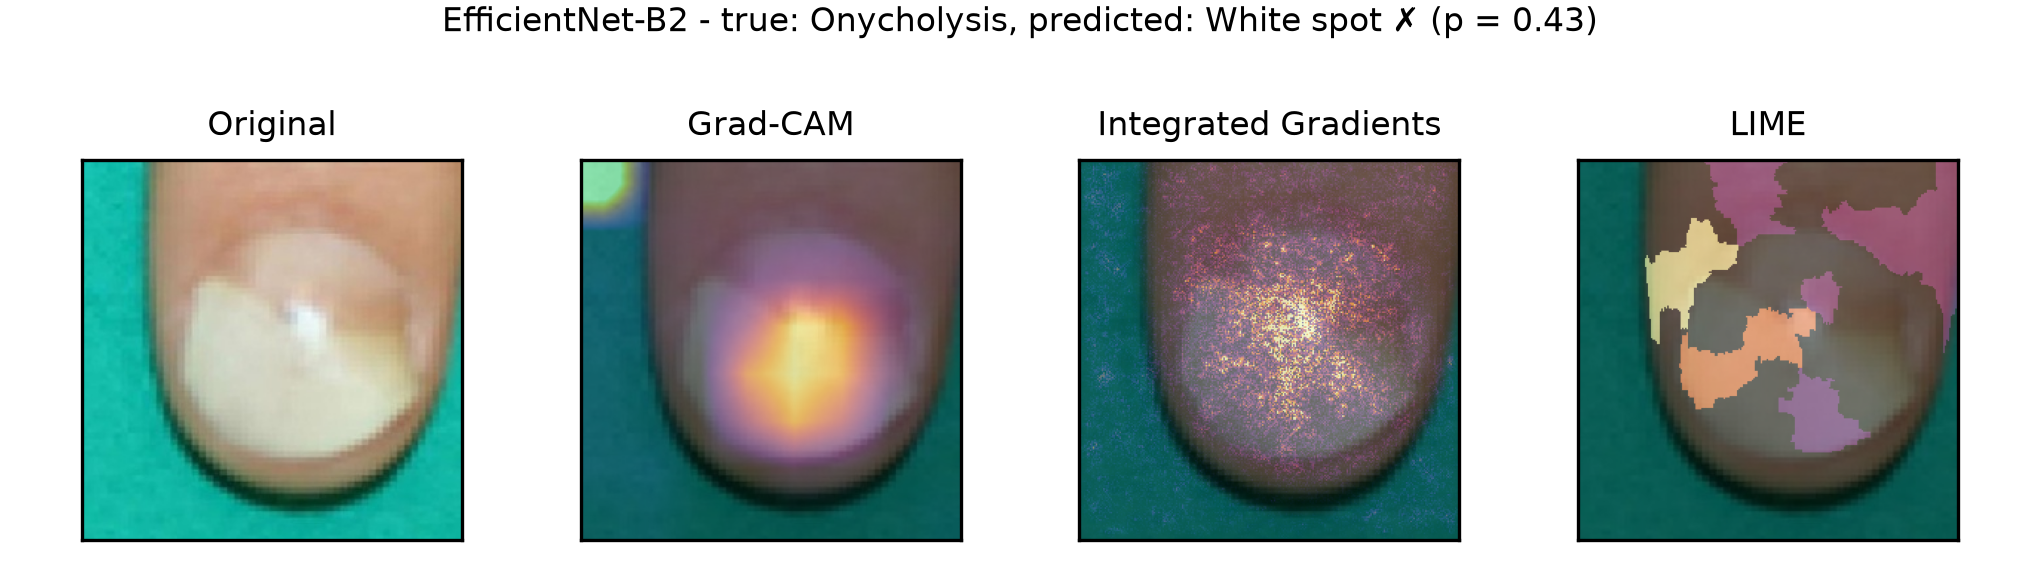 EfficientNet-B2 - true: Onycholysis, predicted: White spot ✗ (p = 0.43)
Original
Grad-CAM
Integrated Gradients
LIME